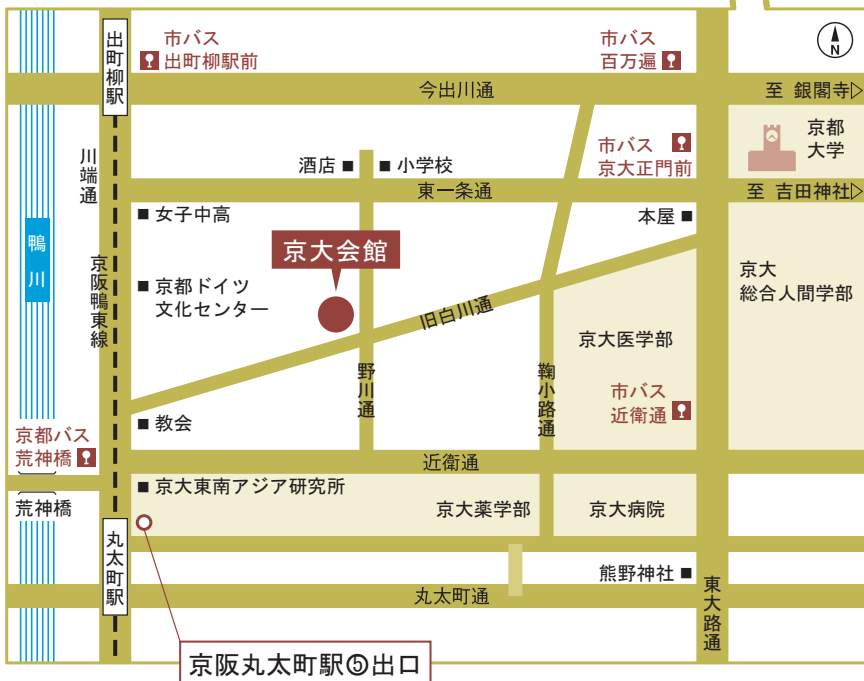 出町柳駅
市バス
出町柳駅前
市バス
百万遍
N
今出川通
至 銀閣寺
京都
大学
川端通
酒店
小学校
市バス
京大正門前
東一条通
至 吉田神社
女子中高
本屋
鴨川
京大会館
京阪鴨東線
京都ドイツ
文化センター
京大
総合人間学部
旧白川通
京大医学部
野川通
鞠小路通
市バス
近衛通
教会
京都バス
荒神橋
近衛通
京大東南アジア研究所
荒神橋
京大薬学部
京大病院
丸太町駅
熊野神社
丸太町通
東大路通
京阪丸太町駅⑤出口